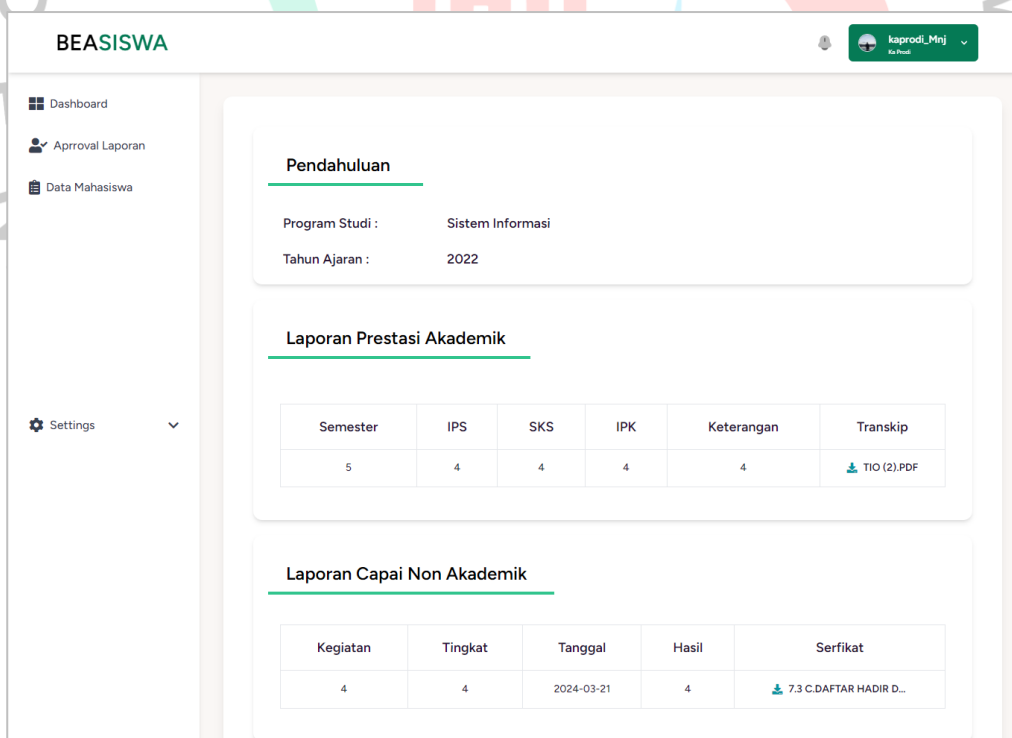 BEASISWA
kaprodi_Mnj
Ka Prodi
Dashboard
Aprroval Laporan
Data Mahasiswa
Settings
Pendahuluan
Program Studi : Sistem Informasi
Tahun Ajaran : 2022
Laporan Prestasi Akademik
Semester IPS SKS IPK Keterangan Transkip
5 4 4 4 4 TIO (2).PDF
Laporan Capai Non Akademik
Kegiatan Tingkat Tanggal Hasil Serfikat
4 4 2024-03-21 4 7.3 C.DAFTAR HADIR D...